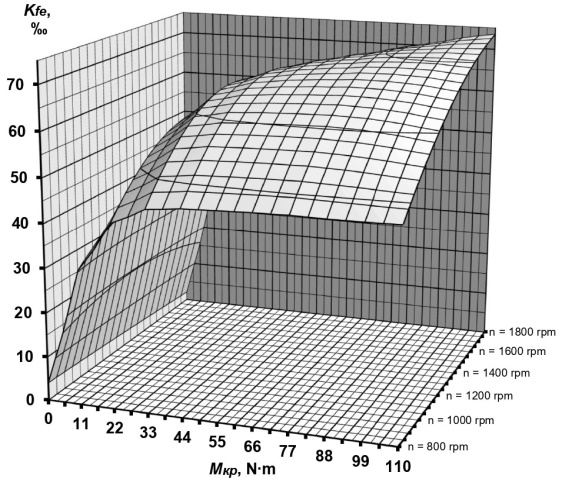 Kfe,
‰
70
60
50
40
30
20
10
0
0 11 22 33 44 55 66 77 88 99 110
Mкр, N·m
n = 1800 rpm
n = 1600 rpm
n = 1400 rpm
n = 1200 rpm
n = 1000 rpm
n = 800 rpm